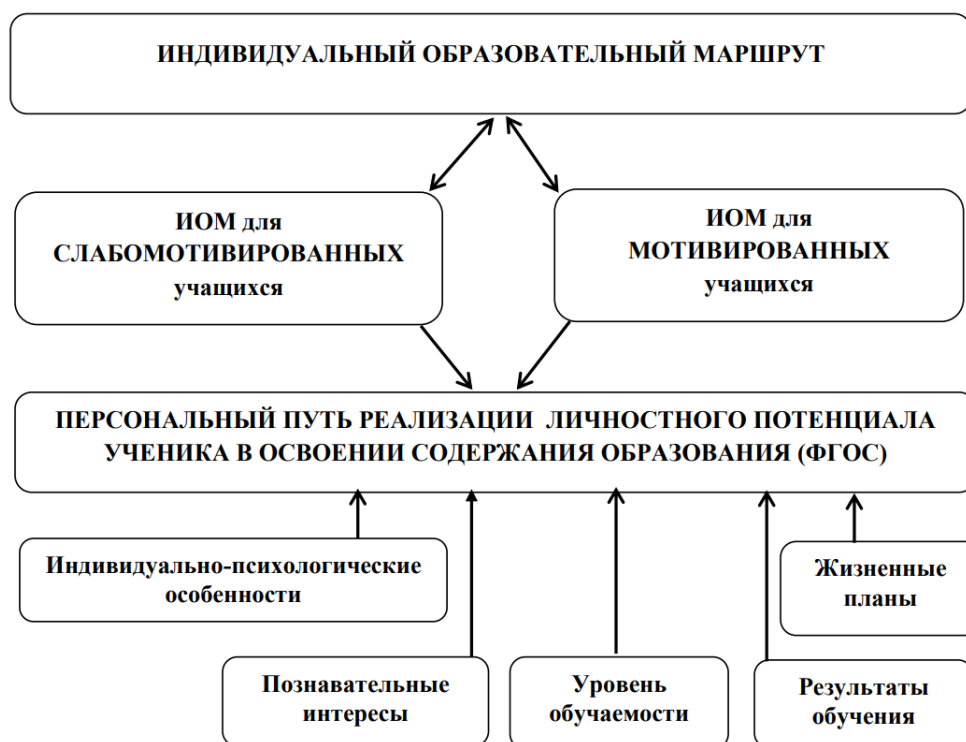 ИНДИВИДУАЛЬНЫЙ ОБРАЗОВАТЕЛЬНЫЙ МАРШРУТ
ИОМ для
СЛАБОМОТИВИРОВАННЫХ
учащихся
ИОМ для
МОТИВИРОВАННЫХ
учащихся
ПЕРСОНАЛЬНЫЙ ПУТЬ РЕАЛИЗАЦИИ ЛИЧНОСТНОГО ПОТЕНЦИАЛА
УЧЕНИКА В ОСВОЕНИИ СОДЕРЖАНИЯ ОБРАЗОВАНИЯ (ФГОС)
Индивидуально-психологические
особенности
Жизненные
планы
Познавательные
интересы
Уровень
обучаемости
Результаты
обучения